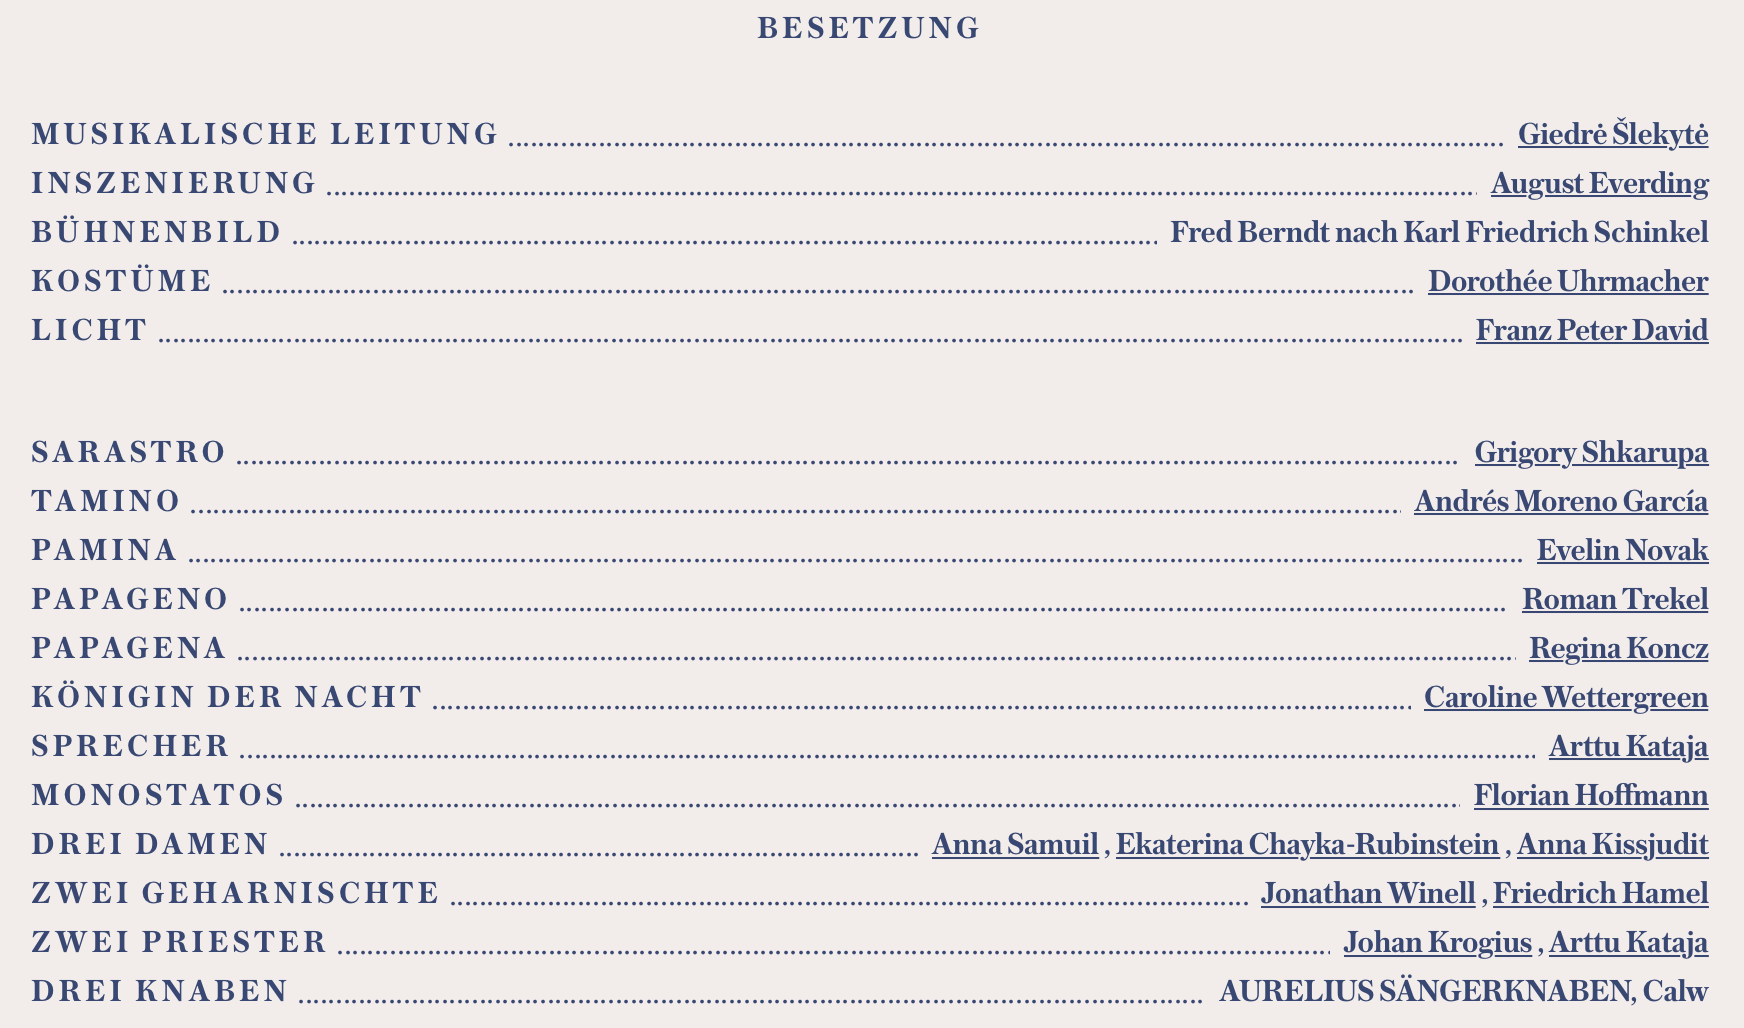 BESETZUNG
MUSIKALISCHE LEITUNG Giedrė Šlekytė
INSZENIERUNG August Everding
BÜHNENBILD Fred Berndt nach Karl Friedrich Schinkel
KOSTÜME Dorothée Uhrmacher
LICHT Franz Peter David
SARASTRO Grigory Shkarupa
TAMINO Andrés Moreno García
PAMINA Evelin Novak
PAPAGENO Roman Trekel
PAPAGENA Regina Koncz
KÖNIGIN DER NACHT Caroline Wettergreen
SPRECHER Arttu Kataja
MONOSTATOS Florian Hoffmann
DREI DAMEN Anna Samuil , Ekaterina Chayka-Rubinstein , Anna Kissjudit
ZWEI GEHARNISCHTE Jonathan Winell , Friedrich Hamel
ZWEI PRIESTER Johan Krogius , Arttu Kataja
DREI KNABEN AURELIUS SÄNGERKNABEN, Calw